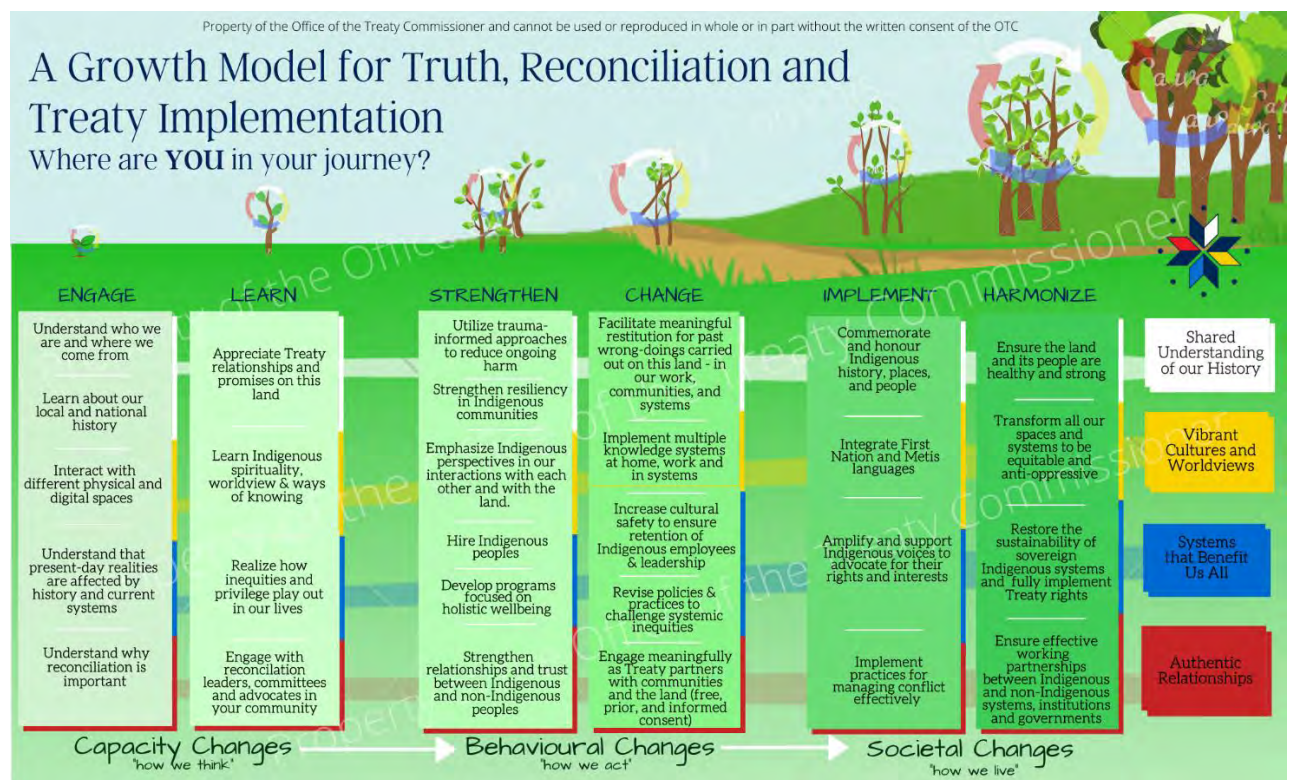 Property of the Office of the Treaty Commissioner and cannot be used or reproduced in whole or in part without the written consent of the OTC
A Growth Model for Truth, Reconciliation and
Treaty Implementation
Where are YOU in your journey?
ENGAGE
Understand who we
are and where we
come from
Learn about our
local and national
history
Interact with
different physical and
digital spaces
Understand that
present-day realities
are affected by
history and current
systems
Understand why
reconciliation is
important
LEARN
Appreciate Treaty
relationships and
promises on this
land
Learn Indigenous
spirituality,
worldview & ways
of knowing
Realize how
inequities and
privilege play out
in our lives
Engage with
reconcilation
leaders, committees
and advocates in
your community
STRENGTHEN
Utilize trauma-
informed approaches
to reduce ongoing
harm
Strengthen resiliency
in Indigenous
communities
Emphasize Indigenous
perspectives in our
interactions with each
other and with the
land.
Hire Indigenous
peoples
Develop programs
focused on
holistic wellbeing
Strengthen
relationships and trust
between Indigenous
and non-Indigenous
peoples
CHANGE
Facilitate meaningful
restitution for past
wrong-doings carried
out on this land - in
our work,
communities, and
systems
Implement multiple
knowledge systems
at home, work and
in systems
Increase cultural
safety to ensure
retention of
Indigenous employees
& leadership
Revise policies &
practices to
challenge systemic
inequities
Engage meaningfully
as Treaty partners
with communities
and the land (free,
prior, and informed
consent)
IMPLEMENT
Commemorate
and honour
Indigenous
history, places,
and people
Integrate First
Nation and Metis
languages
Amplify and support
Indigenous voices to
advocate for their
rights and interests
Implement
practices for
managing conflict
effectively
HARMONIZE
Ensure the land
and its people are
healthy and strong
Transform all our
spaces and
systems to be
equitable and
anti-oppressive
Restore the
sustainability of
sovereign
Indigenous systems
and fully implement
Treaty rights
Ensure effective
working
partnerships
between Indigenous
and non-Indigenous
systems, institutions
and governments
Shared
Understanding
of our History
Vibrant
Cultures and
Worldviews
Systems
that Benefit
Us All
Authentic
Relationships
Capacity Changes
"how we think"
Behavioural Changes
"how we act"
Societal Changes
"how we live"
Canva